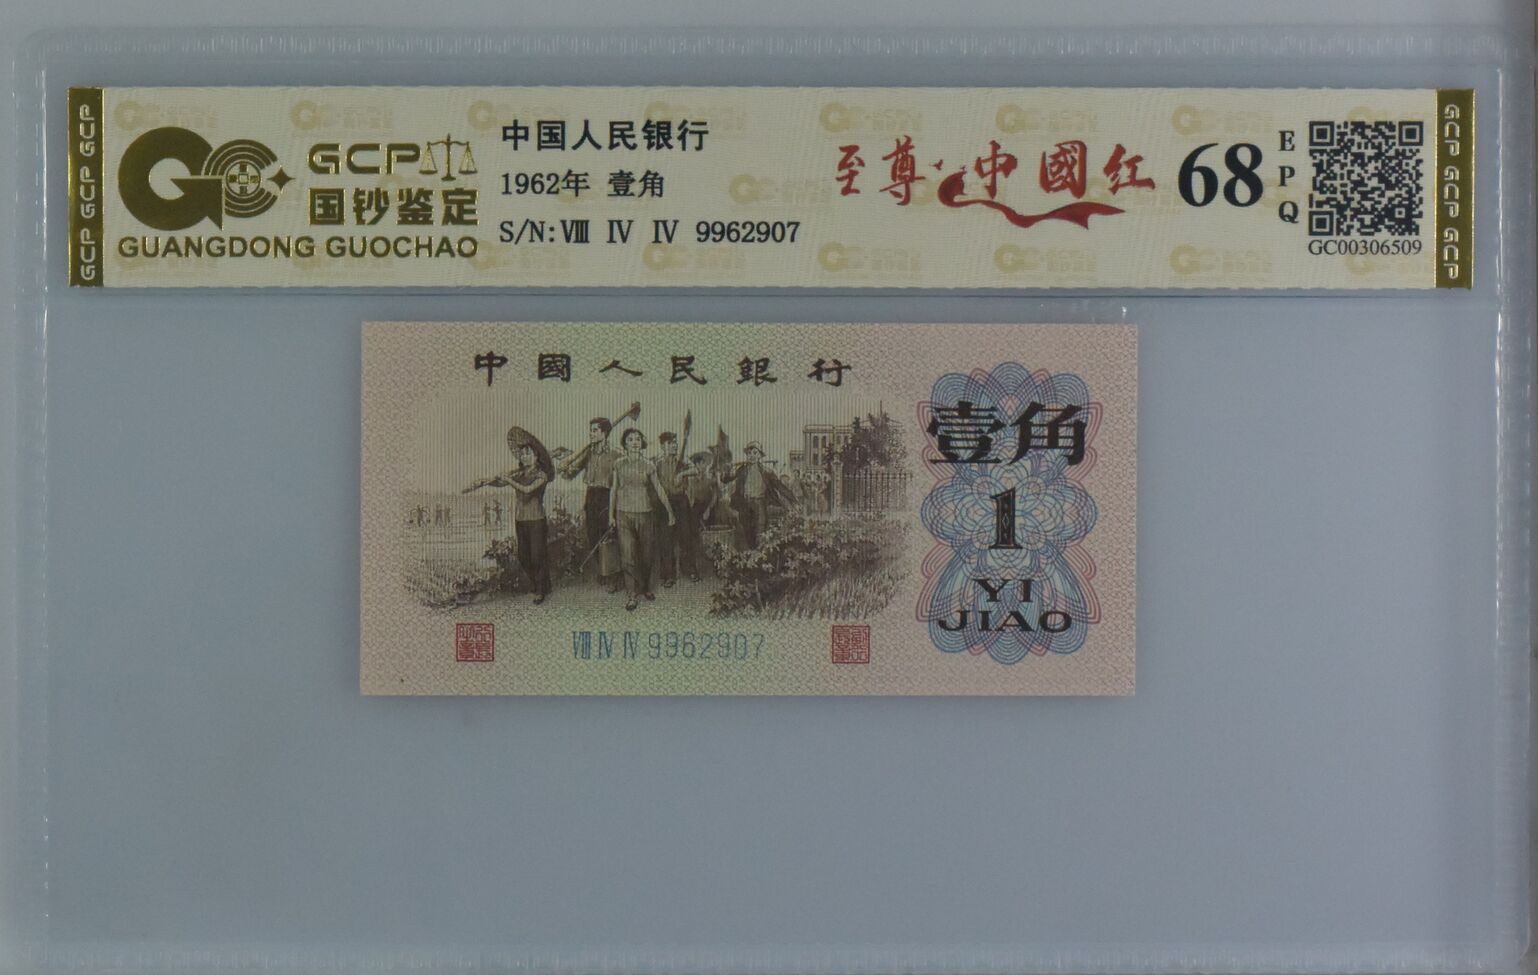 GCP GCP GCP
GCP
国钞鉴定
GUANGDONG GUOCHAO
中国人民银行
1962年 壹角
S/N: Ⅷ Ⅳ Ⅳ 9962907
至尊·中國红
68
EPQ
GC00306509
GCP GCP GCP
中國人民銀行
壹角
1
YI
JIAO
Ⅷ Ⅳ Ⅳ 9962907